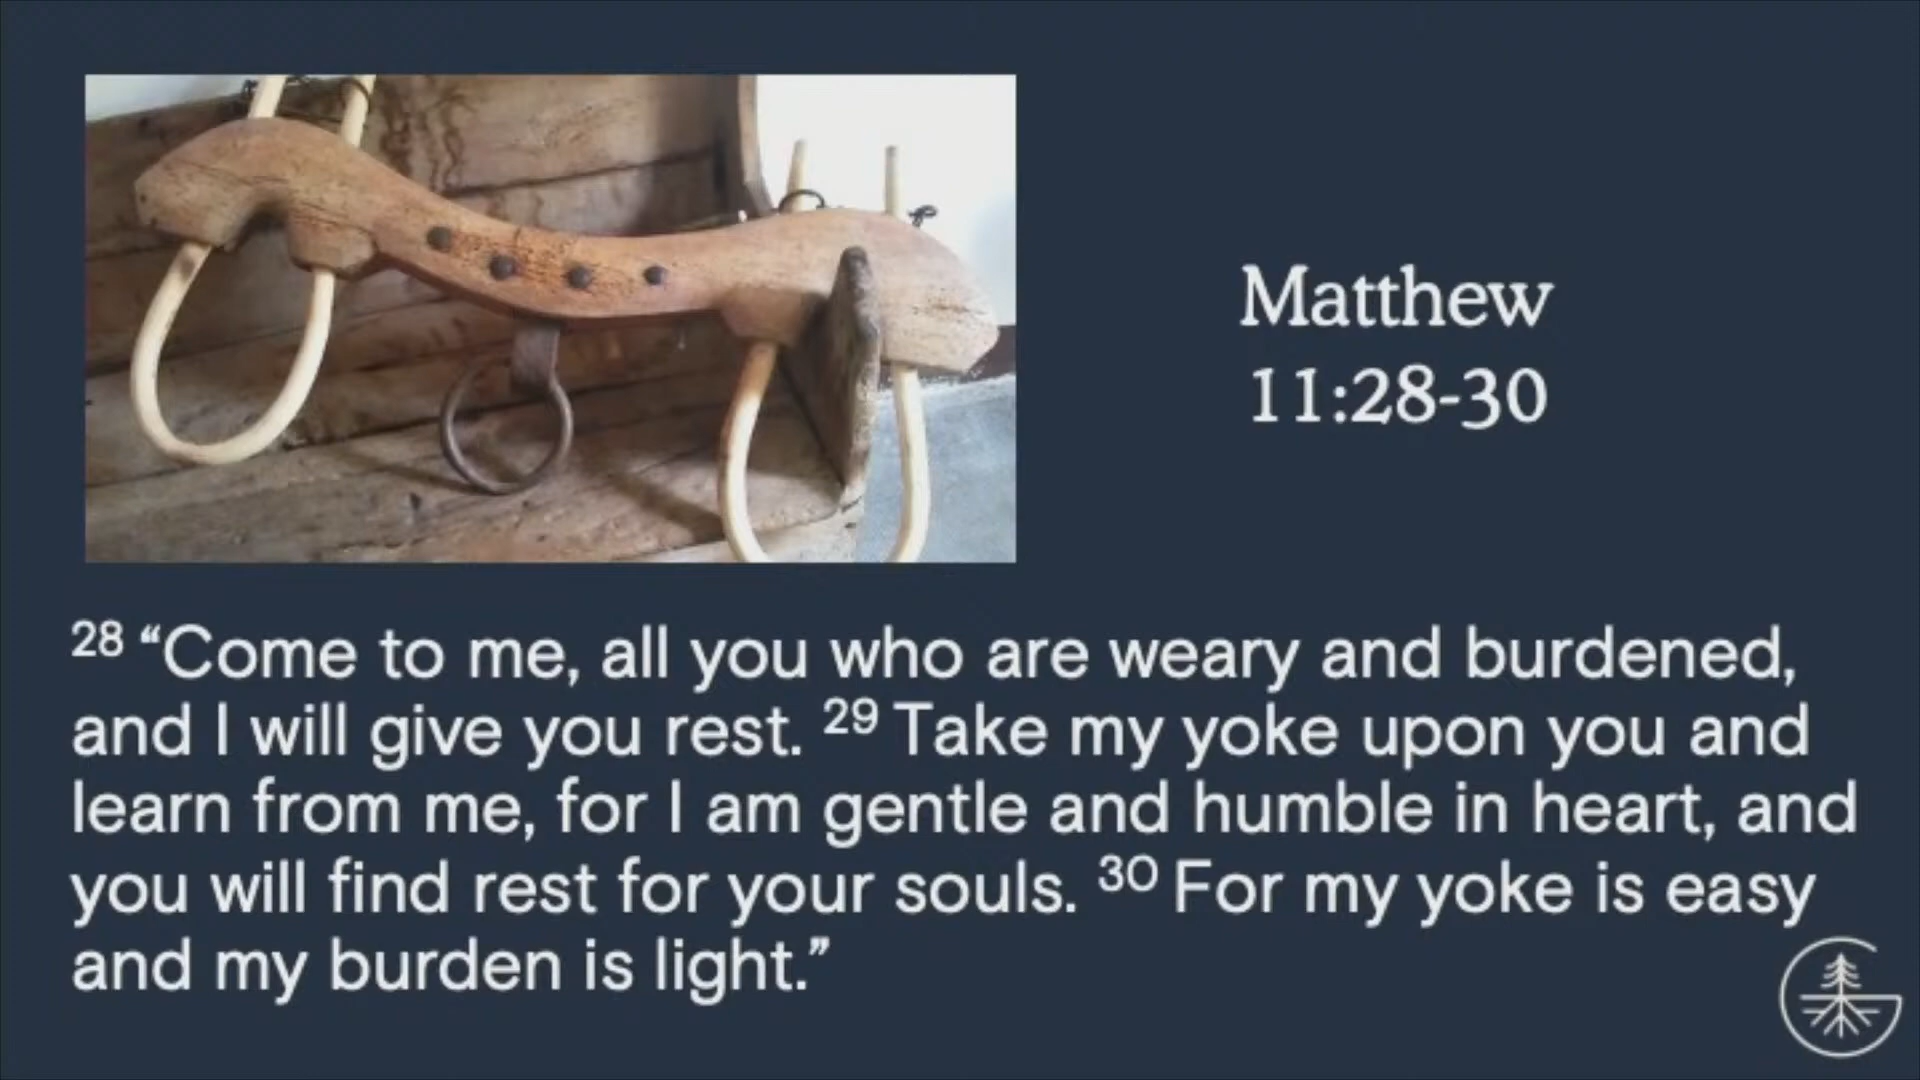 Matthew
11:28-30
28 “Come to me, all you who are weary and burdened,
and I will give you rest. 29 Take my yoke upon you and
learn from me, for I am gentle and humble in heart, and
you will find rest for your souls. 30 For my yoke is easy
and my burden is light.”